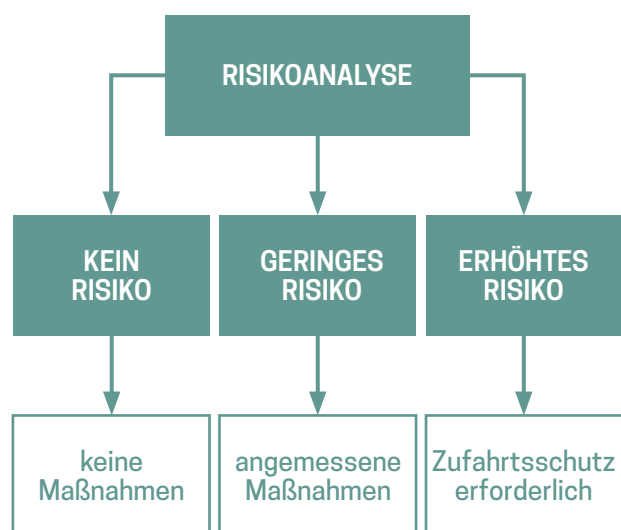 RISIKOANALYSE
KEIN
RISIKO
GERINGES
RISIKO
ERHÖHTES
RISIKO
keine
Maßnahmen
angemessene
Maßnahmen
Zufahrtsschutz
erforderlich